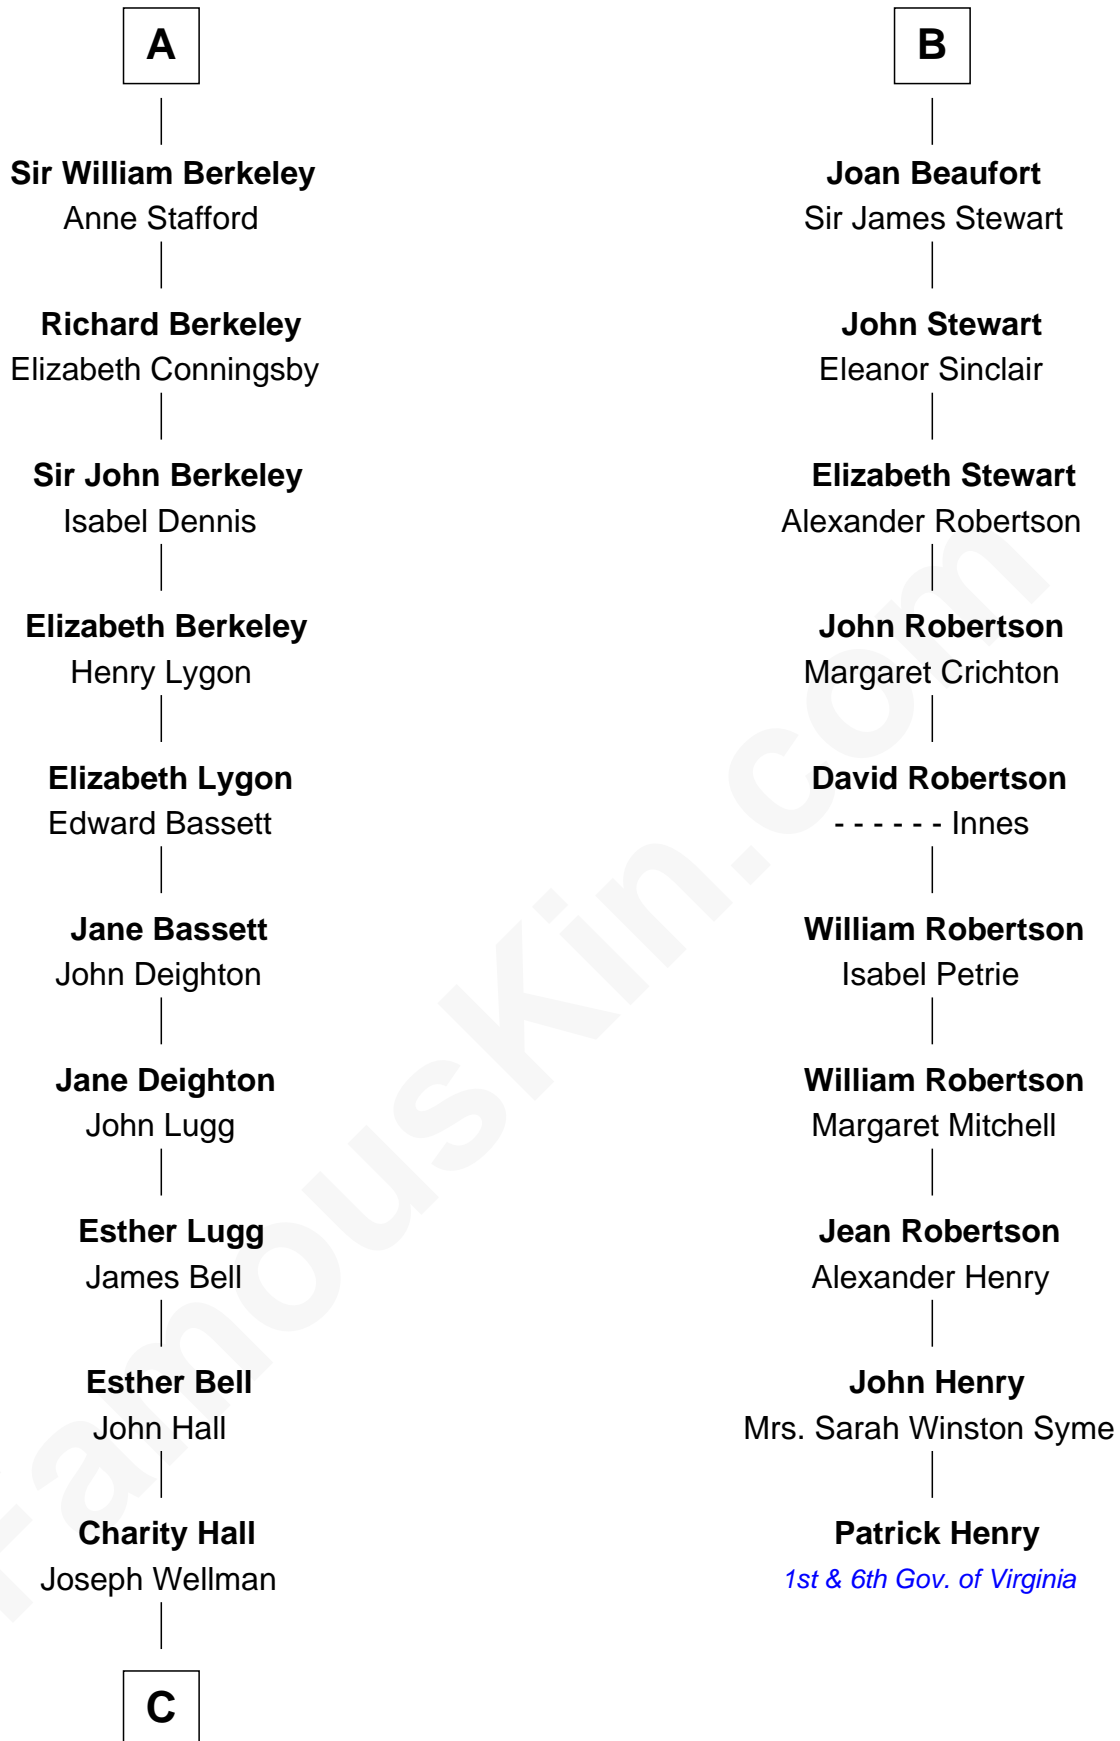 A
Sir William Berkeley
Anne Stafford
Richard Berkeley
Elizabeth Conningsby
Sir John Berkeley
Isabel Dennis
Elizabeth Berkeley
Henry Lygon
Elizabeth Lygon
Edward Bassett
Jane Bassett
John Deighton
Jane Deighton
John Lugg
Esther Lugg
James Bell
Esther Bell
John Hall
Charity Hall
Joseph Wellman
C
B
Joan Beaufort
Sir James Stewart
John Stewart
Eleanor Sinclair
Elizabeth Stewart
Alexander Robertson
John Robertson
Margaret Crichton
David Robertson
- - - - - - Innes
William Robertson
Isabel Petrie
William Robertson
Margaret Mitchell
Jean Robertson
Alexander Henry
John Henry
Mrs. Sarah Winston Syme
Patrick Henry
1st & 6th Gov. of Virginia
FamousKin.com